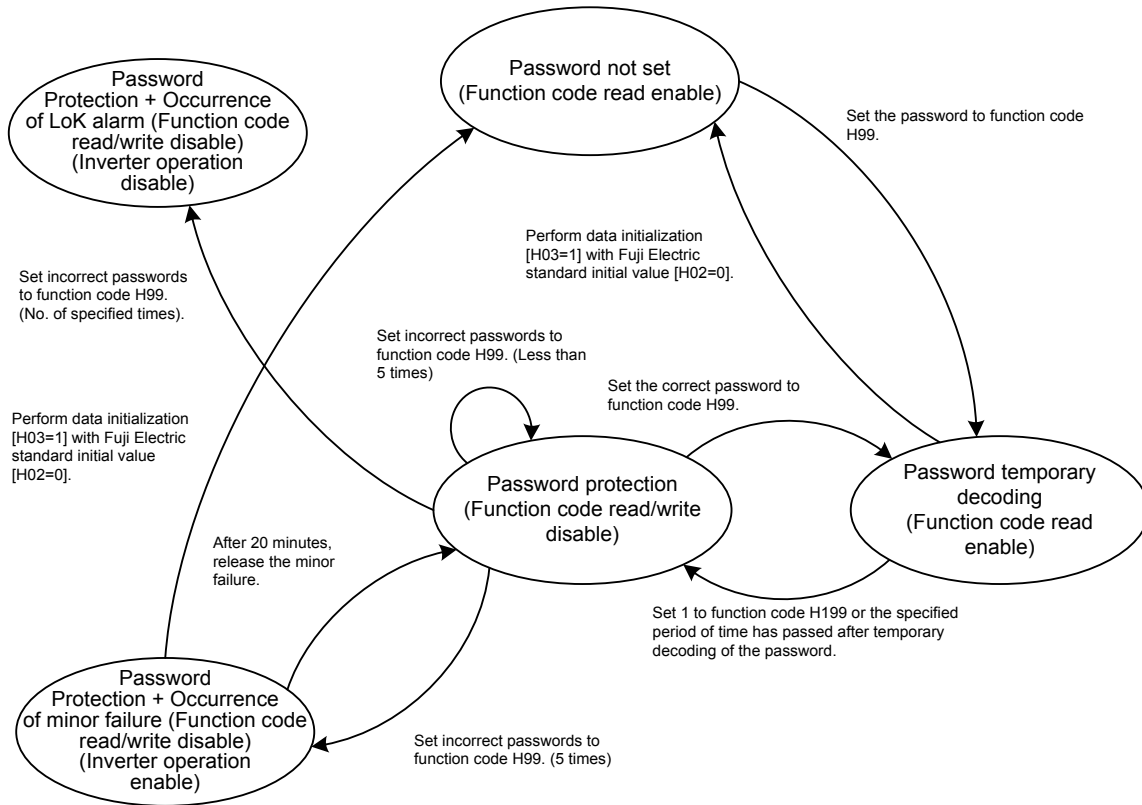 Password not set
(Function code read enable)
Password
Protection + Occurrence
of LoK alarm (Function code
read/write disable)
(Inverter operation
disable)
Set the password to function code
H99.
Perform data initialization
[H03=1] with Fuji Electric
standard initial value [H02=0].
Set incorrect passwords
to function code H99.
(No. of specified times).
Set incorrect passwords to
function code H99. (Less than
5 times)
Set the correct password to
function code H99.
Perform data initialization
[H03=1] with Fuji Electric
standard initial value
[H02=0].
Password protection
(Function code read/write
disable)
Password temporary
decoding
(Function code read
enable)
After 20 minutes,
release the minor
failure.
Set 1 to function code H199 or the specified
period of time has passed after temporary
decoding of the password.
Password
Protection + Occurrence
of minor failure (Function code
read/write disable)
(Inverter operation
enable)
Set incorrect passwords to
function code H99. (5 times)